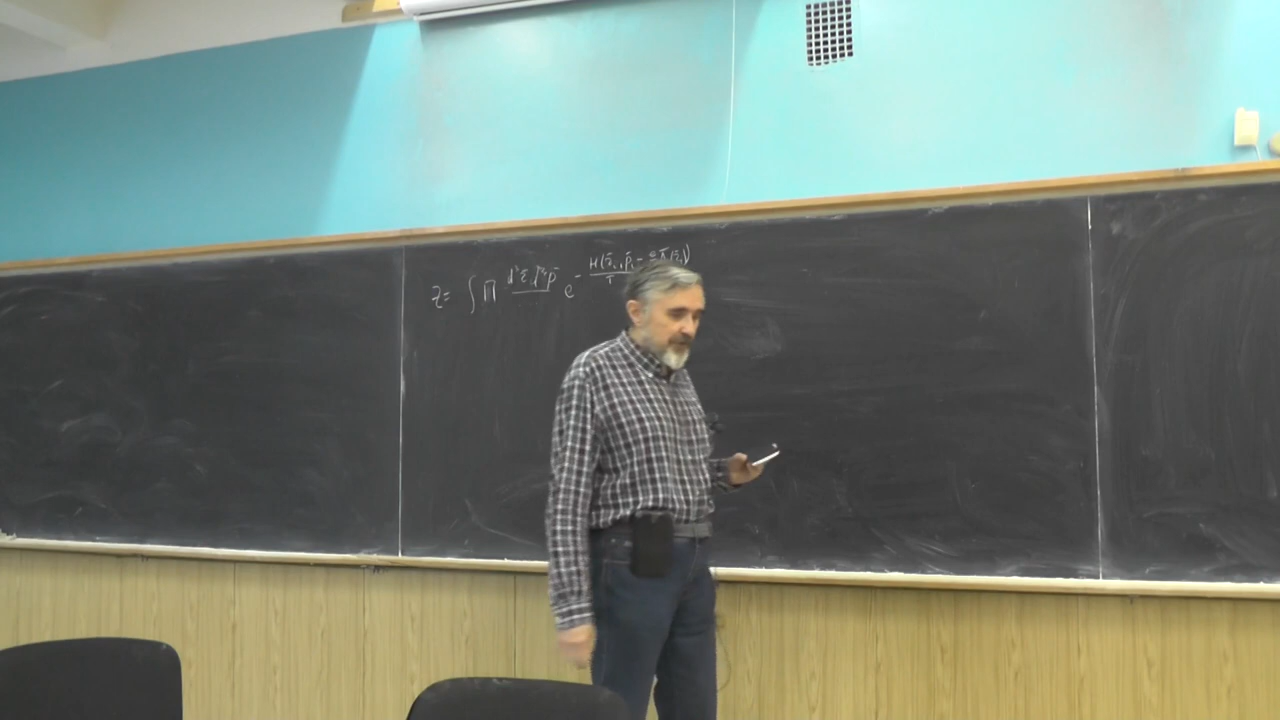 Z = ∫ ∏ d³r̄ᵢ d³p̄ / e^{- H(r̄ᵢ, p̄ᵢ - e/c Ā(r̄ᵢ)) / T}